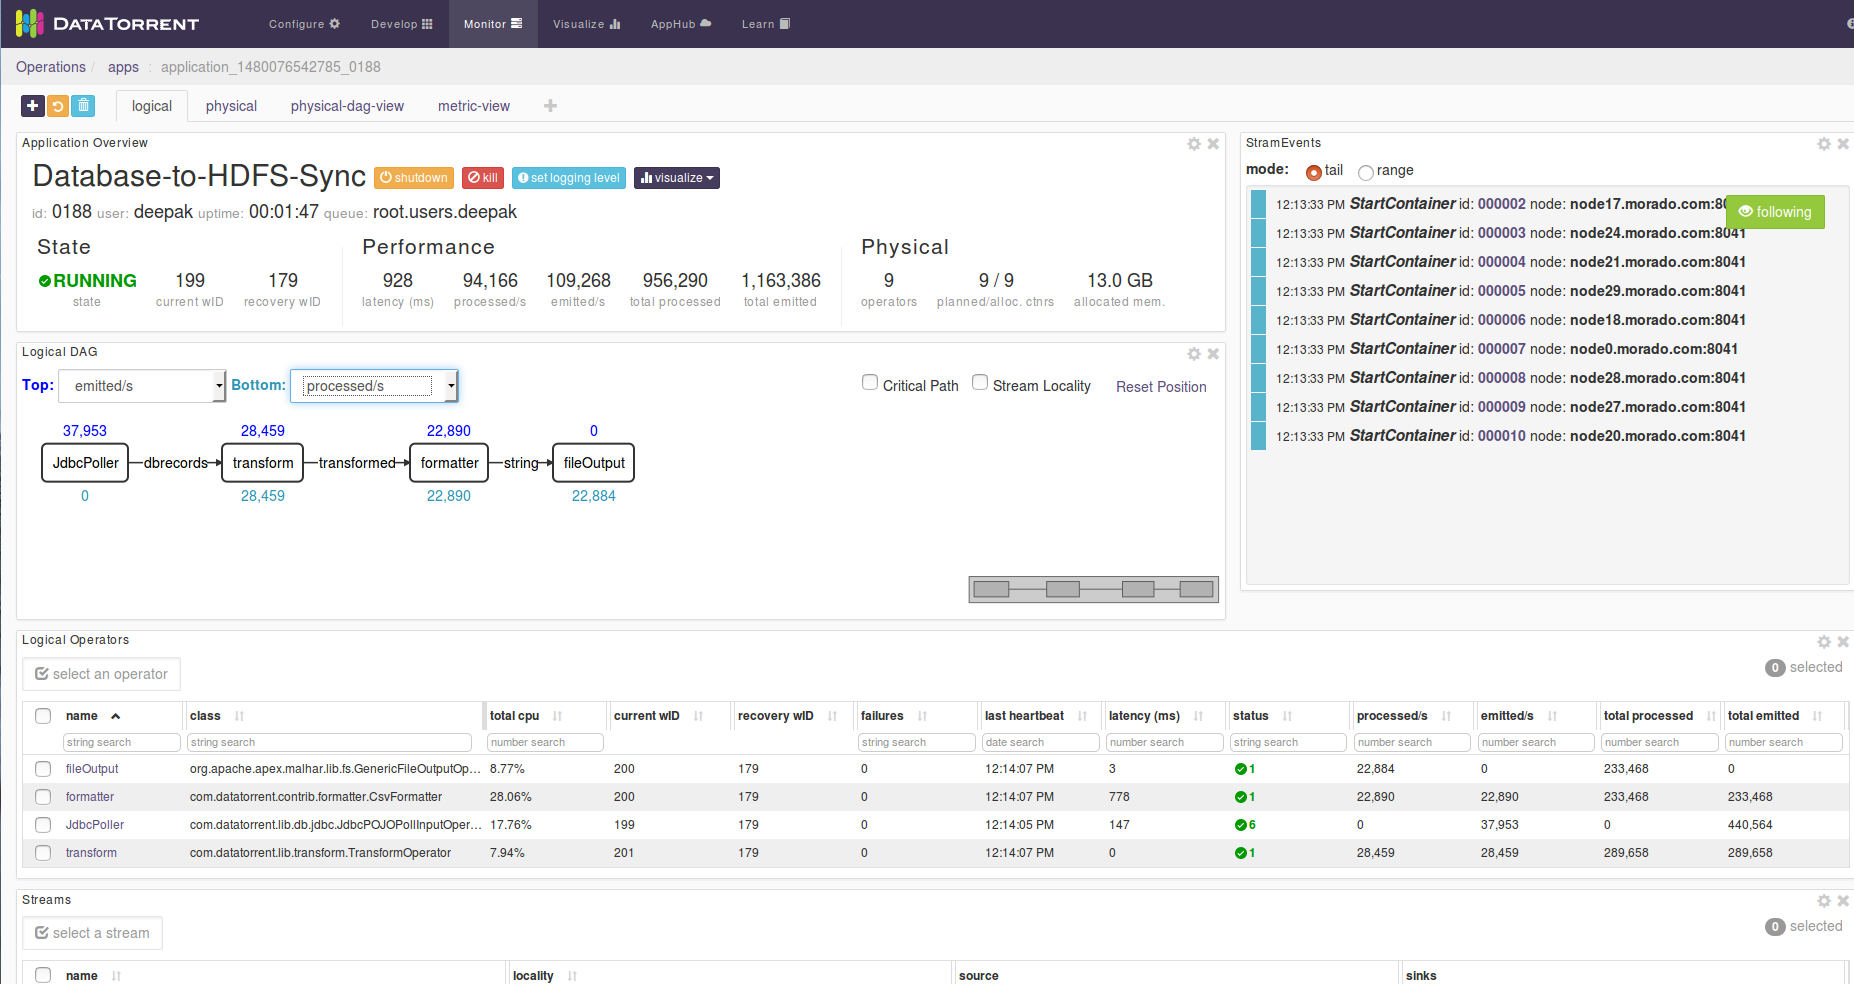 DATATORRENT Configure Develop Monitor Visualize AppHub Learn
Operations / apps : application_1480076542785_0188
logical physical physical-dag-view metric-view
Application Overview
Database-to-HDFS-Sync shutdown kill set logging level visualize
id: 0188 user: deepak uptime: 00:01:47 queue: root.users.deepak
State Performance Physical
RUNNING 199 179 928 94,166 109,268 956,290 1,163,386 9 9 / 9 13.0 GB
state current wID recovery wID latency (ms) processed/s emitted/s total processed total emitted operators planned/alloc. ctnrs allocated mem.
StramEvents
mode: tail range
following
12:13:33 PM StartContainer id: 000002 node: node17.morado.com:
12:13:33 PM StartContainer id: 000003 node: node24.morado.com:8041
12:13:33 PM StartContainer id: 000004 node: node21.morado.com:8041
12:13:33 PM StartContainer id: 000005 node: node29.morado.com:8041
12:13:33 PM StartContainer id: 000006 node: node18.morado.com:8041
12:13:33 PM StartContainer id: 000007 node: node0.morado.com:8041
12:13:33 PM StartContainer id: 000008 node: node28.morado.com:8041
12:13:33 PM StartContainer id: 000009 node: node27.morado.com:8041
12:13:33 PM StartContainer id: 000010 node: node20.morado.com:8041
Logical DAG
Top: emitted/s Bottom: processed/s Critical Path Stream Locality Reset Position
37,953 28,459 22,890 0
JdbcPoller dbrecords transform transformed formatter string fileOutput
0 28,459 22,890 22,884
Logical Operators
select an operator 0 selected
name class total cpu current wID recovery wID failures last heartbeat latency (ms) status processed/s emitted/s total processed total emitted
string search string search number search string search date search number search string search number search number search number search number search
fileOutput org.apache.apex.malhar.lib.fs.GenericFileOutputOp... 8.77% 200 179 0 12:14:07 PM 3 1 22,884 0 233,468 0
formatter com.datatorrent.contrib.formatter.CsvFormatter 28.06% 200 179 0 12:14:07 PM 778 1 22,890 22,890 233,468 233,468
JdbcPoller com.datatorrent.lib.db.jdbc.JdbcPOJOPollInputOper... 17.76% 199 179 0 12:14:05 PM 147 6 0 37,953 0 440,564
transform com.datatorrent.lib.transform.TransformOperator 7.94% 201 179 0 12:14:07 PM 0 1 28,459 28,459 289,658 289,658
Streams
select a stream 0 selected
name locality source sinks